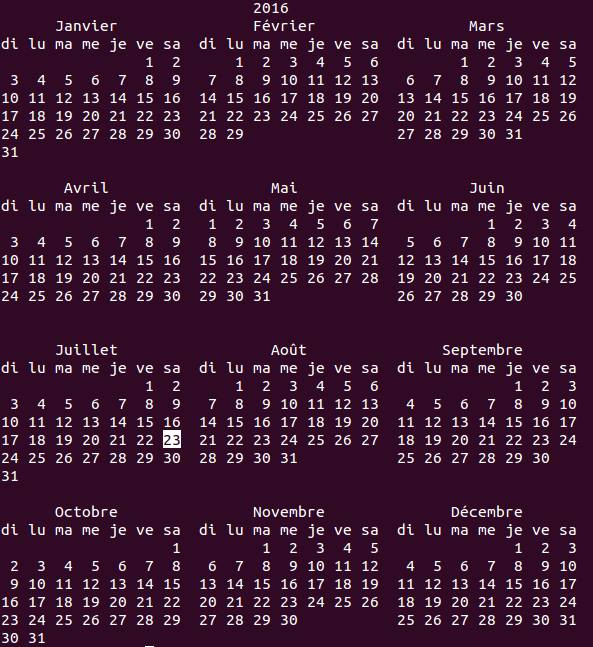 2016
Janvier Février Mars
di lu ma me je ve sa di lu ma me je ve sa di lu ma me je ve sa
1 2 1 2 3 4 5 6 1 2 3 4 5
3 4 5 6 7 8 9 7 8 9 10 11 12 13 6 7 8 9 10 11 12
10 11 12 13 14 15 16 14 15 16 17 18 19 20 13 14 15 16 17 18 19
17 18 19 20 21 22 23 21 22 23 24 25 26 27 20 21 22 23 24 25 26
24 25 26 27 28 29 30 28 29 27 28 29 30 31
31
Avril Mai Juin
di lu ma me je ve sa di lu ma me je ve sa di lu ma me je ve sa
1 2 1 2 3 4 5 6 7 1 2 3 4
3 4 5 6 7 8 9 8 9 10 11 12 13 14 5 6 7 8 9 10 11
10 11 12 13 14 15 16 15 16 17 18 19 20 21 12 13 14 15 16 17 18
17 18 19 20 21 22 23 22 23 24 25 26 27 28 19 20 21 22 23 24 25
24 25 26 27 28 29 30 29 30 31 26 27 28 29 30
Juillet Août Septembre
di lu ma me je ve sa di lu ma me je ve sa di lu ma me je ve sa
1 2 1 2 3 4 5 6 1 2 3
3 4 5 6 7 8 9 7 8 9 10 11 12 13 4 5 6 7 8 9 10
10 11 12 13 14 15 16 14 15 16 17 18 19 20 11 12 13 14 15 16 17
17 18 19 20 21 22 23 21 22 23 24 25 26 27 18 19 20 21 22 23 24
24 25 26 27 28 29 30 28 29 30 31 25 26 27 28 29 30
31
Octobre Novembre Décembre
di lu ma me je ve sa di lu ma me je ve sa di lu ma me je ve sa
1 1 2 3 4 5 1 2 3
2 3 4 5 6 7 8 6 7 8 9 10 11 12 4 5 6 7 8 9 10
9 10 11 12 13 14 15 13 14 15 16 17 18 19 11 12 13 14 15 16 17
16 17 18 19 20 21 22 20 21 22 23 24 25 26 18 19 20 21 22 23 24
23 24 25 26 27 28 29 27 28 29 30 25 26 27 28 29 30 31
30 31